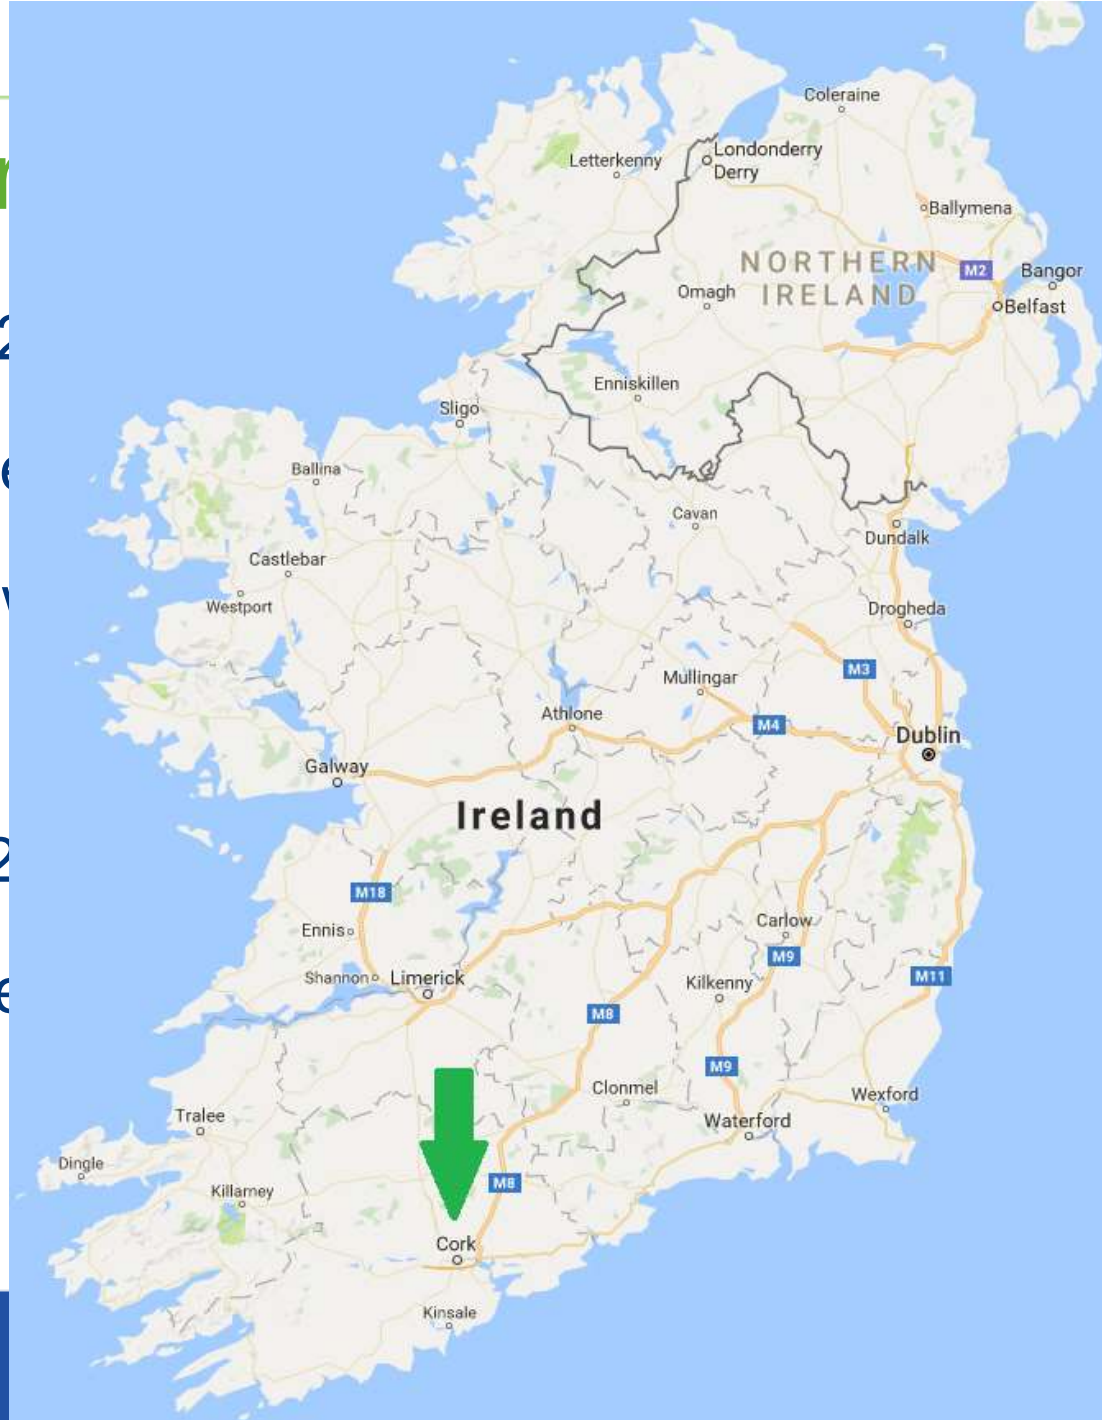 Coleraine
Londonderry
Derry
Letterkenny
Ballymena
NORTHERN
IRELAND
M2
Bangor
Omagh
Belfast
Enniskillen
Sligo
Ballina
Cavan
Dundalk
Castlebar
Westport
Drogheda
M3
Mullingar
Athlone
M4
Dublin
Galway
Ireland
M18
Carlow
Ennis
M9
Shannon
Limerick
Kilkenny
M11
M8
M9
Clonmel
Wexford
Tralee
Waterford
Dingle
M8
Killarney
Cork
Kinsale